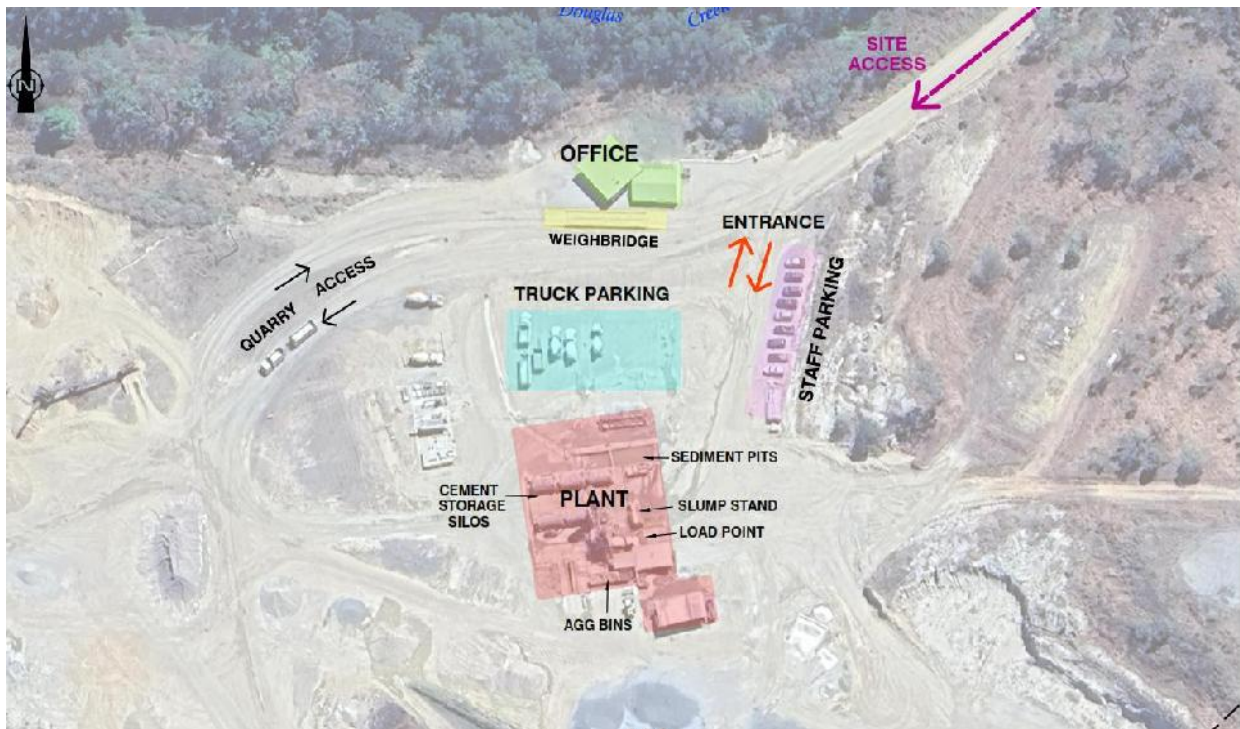 Douglas Creek
N
SITE
ACCESS
OFFICE
WEIGHBRIDGE
ENTRANCE
QUARRY ACCESS
TRUCK PARKING
STAFF PARKING
SEDIMENT PITS
CEMENT
STORAGE
SILOS
PLANT
SLUMP STAND
LOAD POINT
AGG BINS